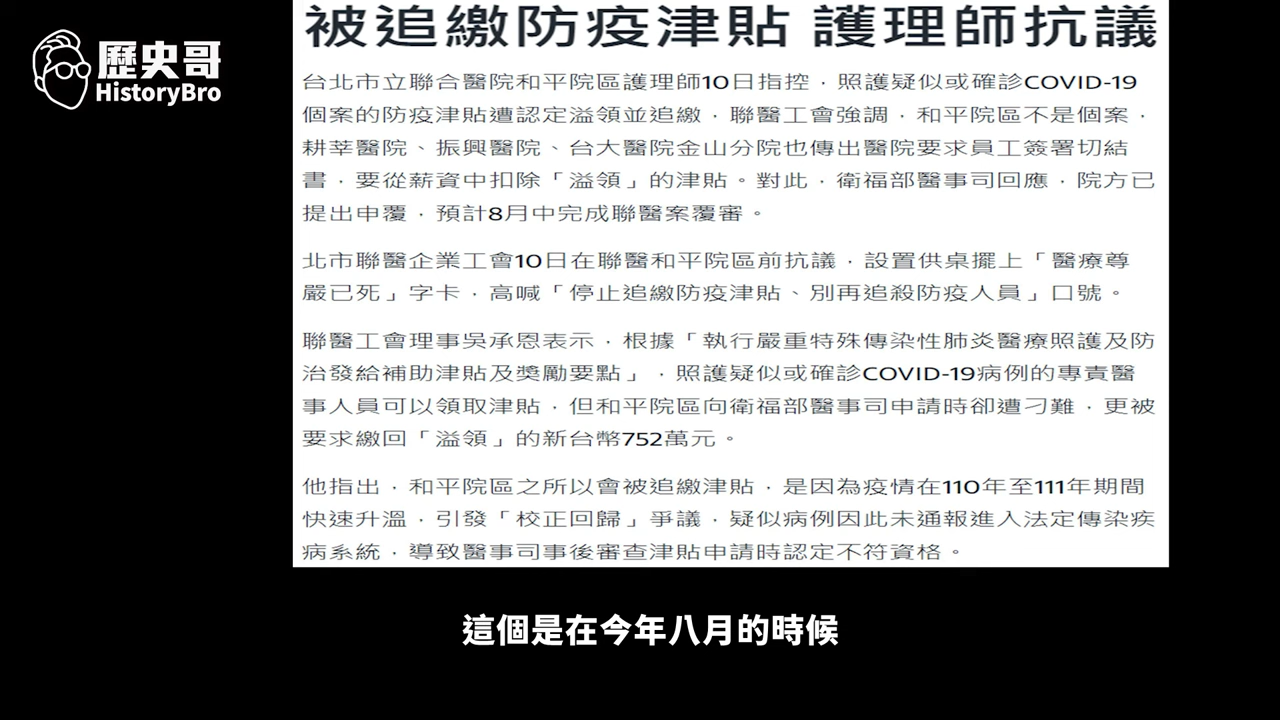 被追繳防疫津貼 護理師抗議
歷史哥
HistoryBro
台北市立聯合醫院和平院區護理師10日指控，照護疑似或確診COVID-19
個案的防疫津貼遭認定溢領並追繳，聯醫工會強調，和平院區不是個案，
耕莘醫院、振興醫院、台大醫院金山分院也傳出醫院要求員工簽署切結
書，要從薪資中扣除「溢領」的津貼。對此，衛福部醫事司回應，院方已
提出申覆，預計8月中完成聯醫案覆審。
北市聯醫企業工會10日在聯醫和平院區前抗議，設置供桌擺上「醫療尊
嚴已死」字卡，高喊「停止追繳防疫津貼、別再追殺防疫人員」口號。
聯醫工會理事吳承恩表示，根據「執行嚴重特殊傳染性肺炎醫療照護及防
治發給補助津貼及獎勵要點」，照護疑似或確診COVID-19病例的專責醫
事人員可以領取津貼，但和平院區向衛福部醫事司申請時卻遭刁難，更被
要求繳回「溢領」的新台幣752萬元。
他指出，和平院區之所以會被追繳津貼，是因為疫情在110年至111年期間
快速升溫，引發「校正回歸」爭議，疑似病例因此未通報進入法定傳染疾
病系統，導致醫事司事後審查津貼申請時認定不符資格。
這個是在今年八月的時候